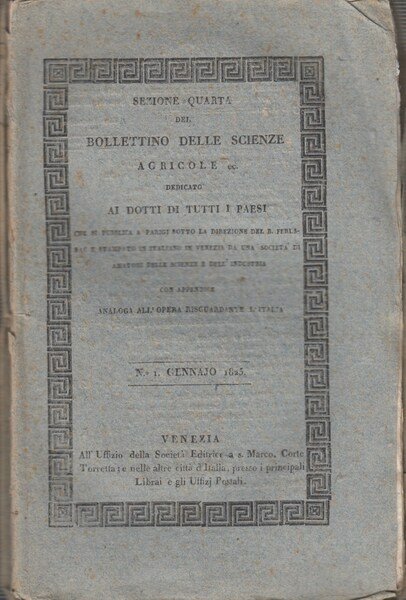 SEZIONE QUARTA
DEL
BOLLETTINO DELLE SCIENZE
AGRICOLE ec.
DEDICATO
AI DOTTI DI TUTTI I PAESI
CHE SI PUBBLICA A PARIGI SOTTO LA DIREZIONE DEL B. FERUS-
SAC E STAMPATO IN ITALIANO IN VENEZIA DA UNA SOCIETÀ DI
AMATORI DELLE SCIENZE E DELL' INDUSTRIA
CON APPENDICE
ANALOGA ALL' OPERA RISGUARDANTE L'ITALIA
N.º 1. GENNAJO 1825.
VENEZIA
All' Uffizio della Società Editrice a s. Marco, Corte
Torretta; e nelle altre città d'Italia, presso i principali
Librai e gli Uffizj Postali.